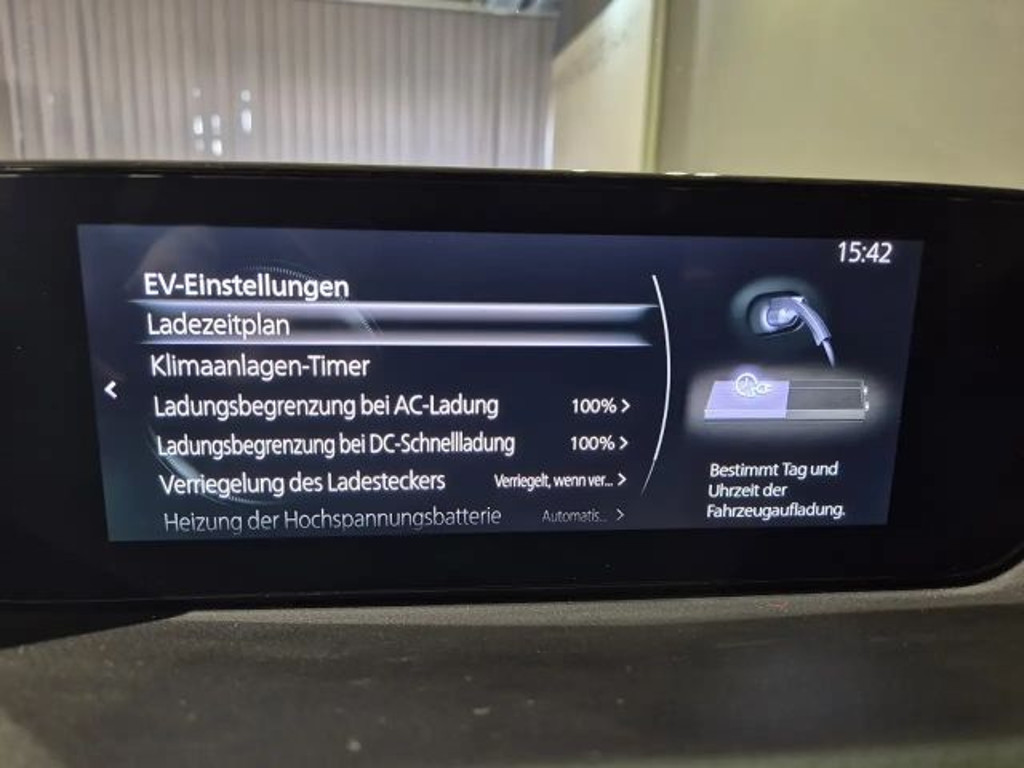 15:42
EV-Einstellungen
Ladezeitplan
Klimaanlagen-Timer
Ladungsbegrenzung bei AC-Ladung 100% >
Ladungsbegrenzung bei DC-Schnellladung 100% >
Verriegelung des Ladesteckers Verriegelt, wenn ver... >
Heizung der Hochspannungsbatterie Automatis... >
Bestimmt Tag und
Uhrzeit der
Fahrzeugaufladung.